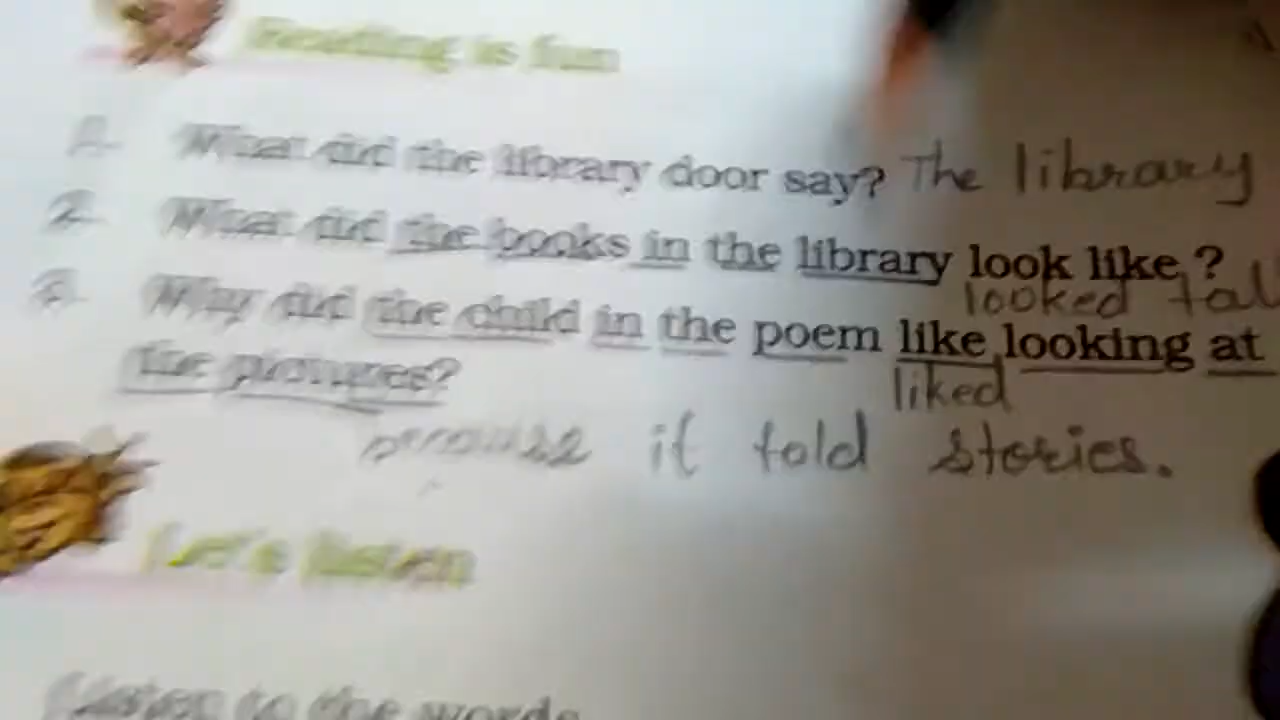 Reading is fun
1. What did the library door say? The library
2. What did the books in the library look like ?
looked tal
3. Why did the child in the poem like looking at
liked
the pictures?
because it told stories.
Let's listen
Listen to the words